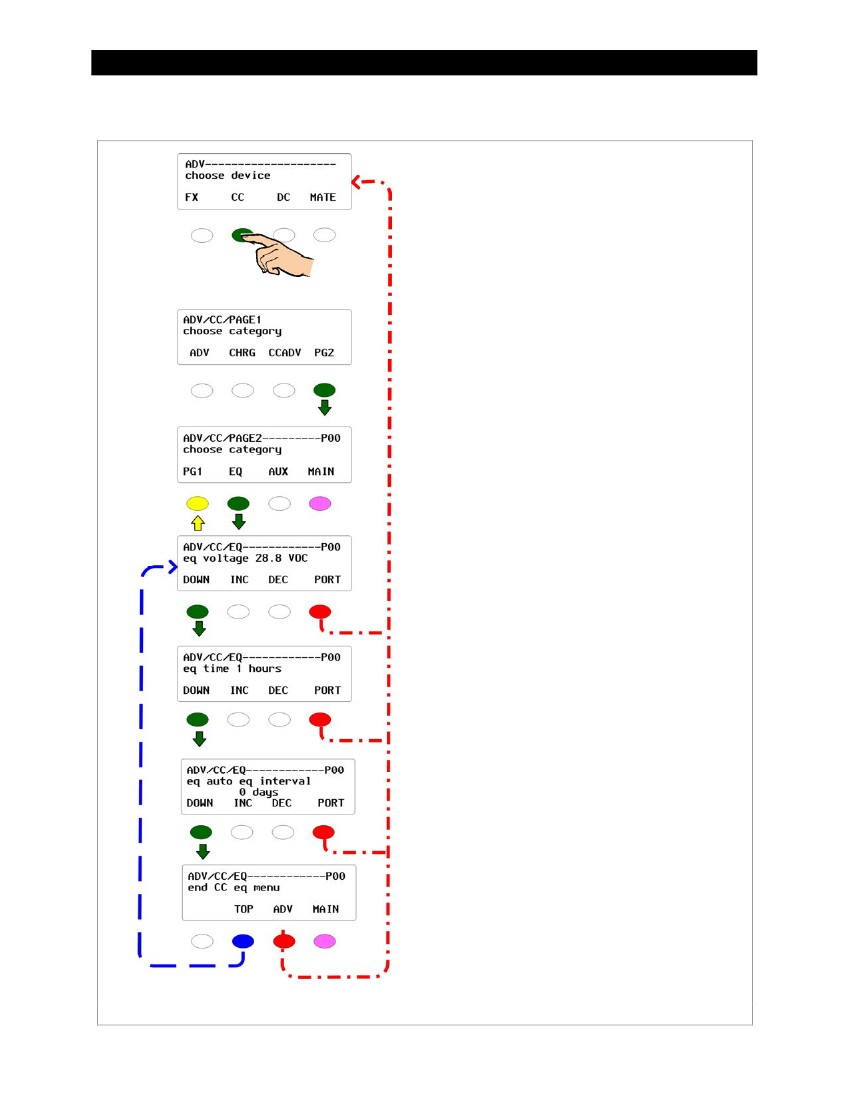 ADV---------------------
choose device
FX CC DC MATE
ADV/CC/PAGE1
choose category
ADV CHRG CCADV PG2
ADV/CC/PAGE2---------P00
choose category
PG1 EQ AUX MAIN
ADV/CC/EQ------------P00
eq voltage 28.8 VOC
DOWN INC DEC PORT
ADV/CC/EQ------------P00
eq time 1 hours
DOWN INC DEC PORT
ADV/CC/EQ------------P00
eq auto eq interval
0 days
DOWN INC DEC PORT
ADV/CC/EQ------------P00
end CC eq menu
TOP ADV MAIN